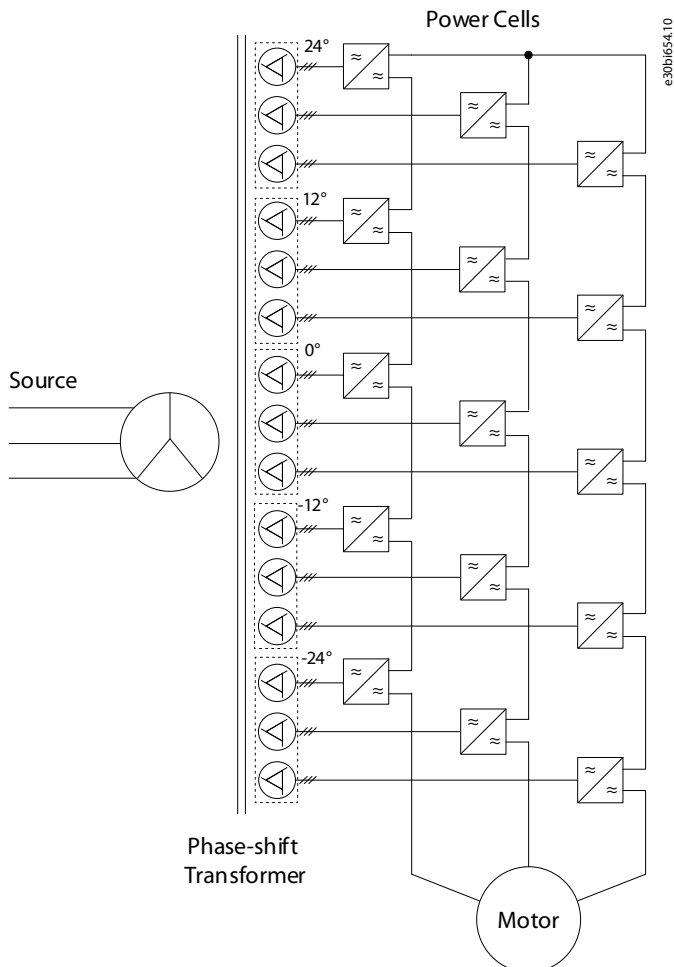 Power Cells
e30bi654.10
24°
12°
0°
Source
-12°
-24°
Phase-shift
Transformer
Motor